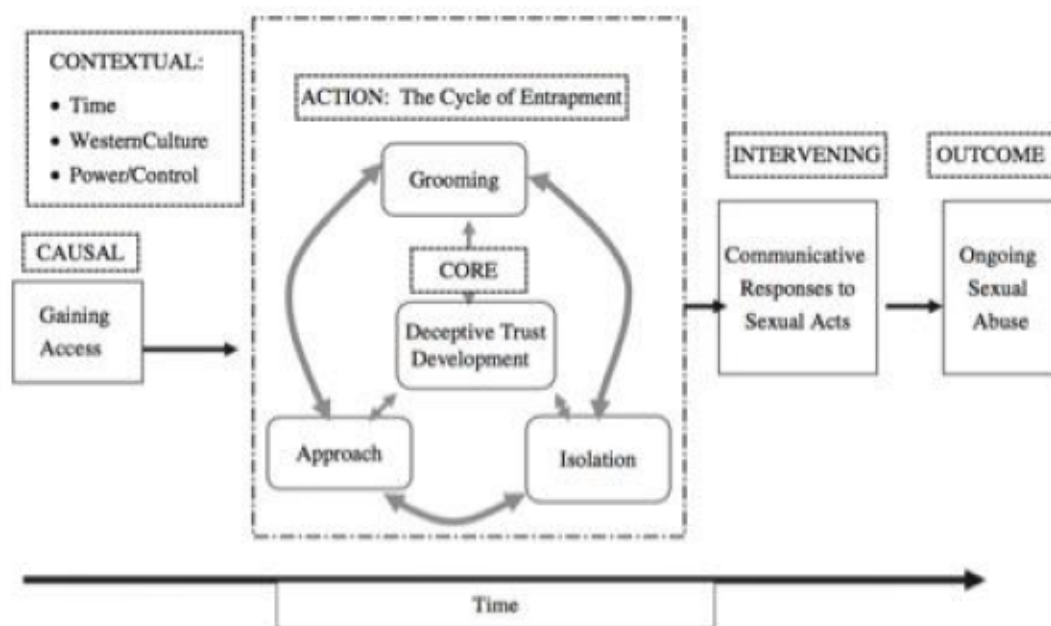 CONTEXTUAL:
• Time
• WesternCulture
• Power/Control
CAUSAL
Gaining
Access
ACTION: The Cycle of Entrapment
Grooming
CORE
Deceptive Trust
Development
Approach
Isolation
INTERVENING
Communicative
Responses to
Sexual Acts
OUTCOME
Ongoing
Sexual
Abuse
Time